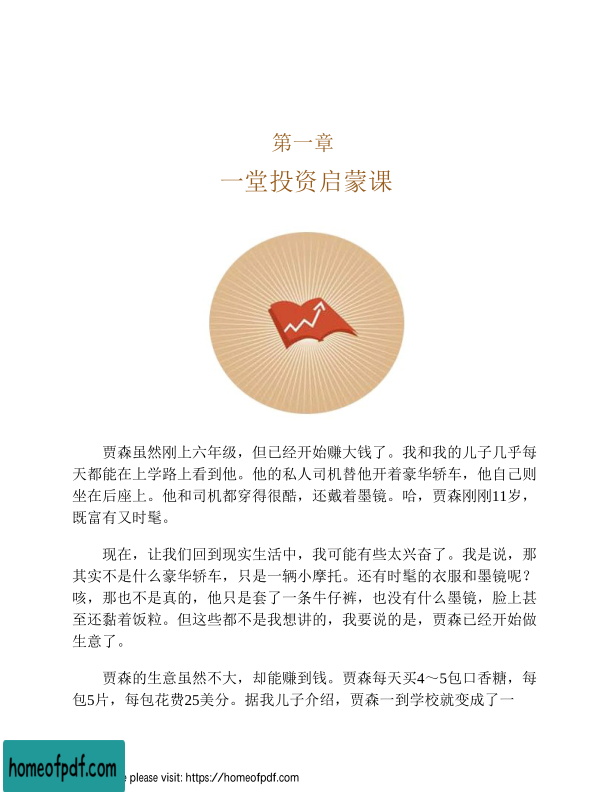 第一章
一堂投资启蒙课
贾森虽然刚上六年级，但已经开始赚大钱了。我和我的儿子几乎每
天都能在上学路上看到他。他的私人司机替他开着豪华轿车，他自己则
坐在后座上。他和司机都穿得很酷，还戴着墨镜。哈，贾森刚刚11岁，
既富有又时髦。
现在，让我们回到现实生活中，我可能有些太兴奋了。我是说，那
其实不是什么豪华轿车，只是一辆小摩托。还有时髦的衣服和墨镜呢？
咳，那也不是真的，他只是套了一条牛仔裤，也没有什么墨镜，脸上甚
至还黏着饭粒。但这些都不是我想讲的，我要说的是，贾森已经开始做
生意了。
贾森的生意虽然不大，却能赚到钱。贾森每天买4～5包口香糖，每
包5片，每包花费25美分。据我儿子介绍，贾森一到学校就变成了一
homeofpdf.com
e please visit: https://homeofpdf.com